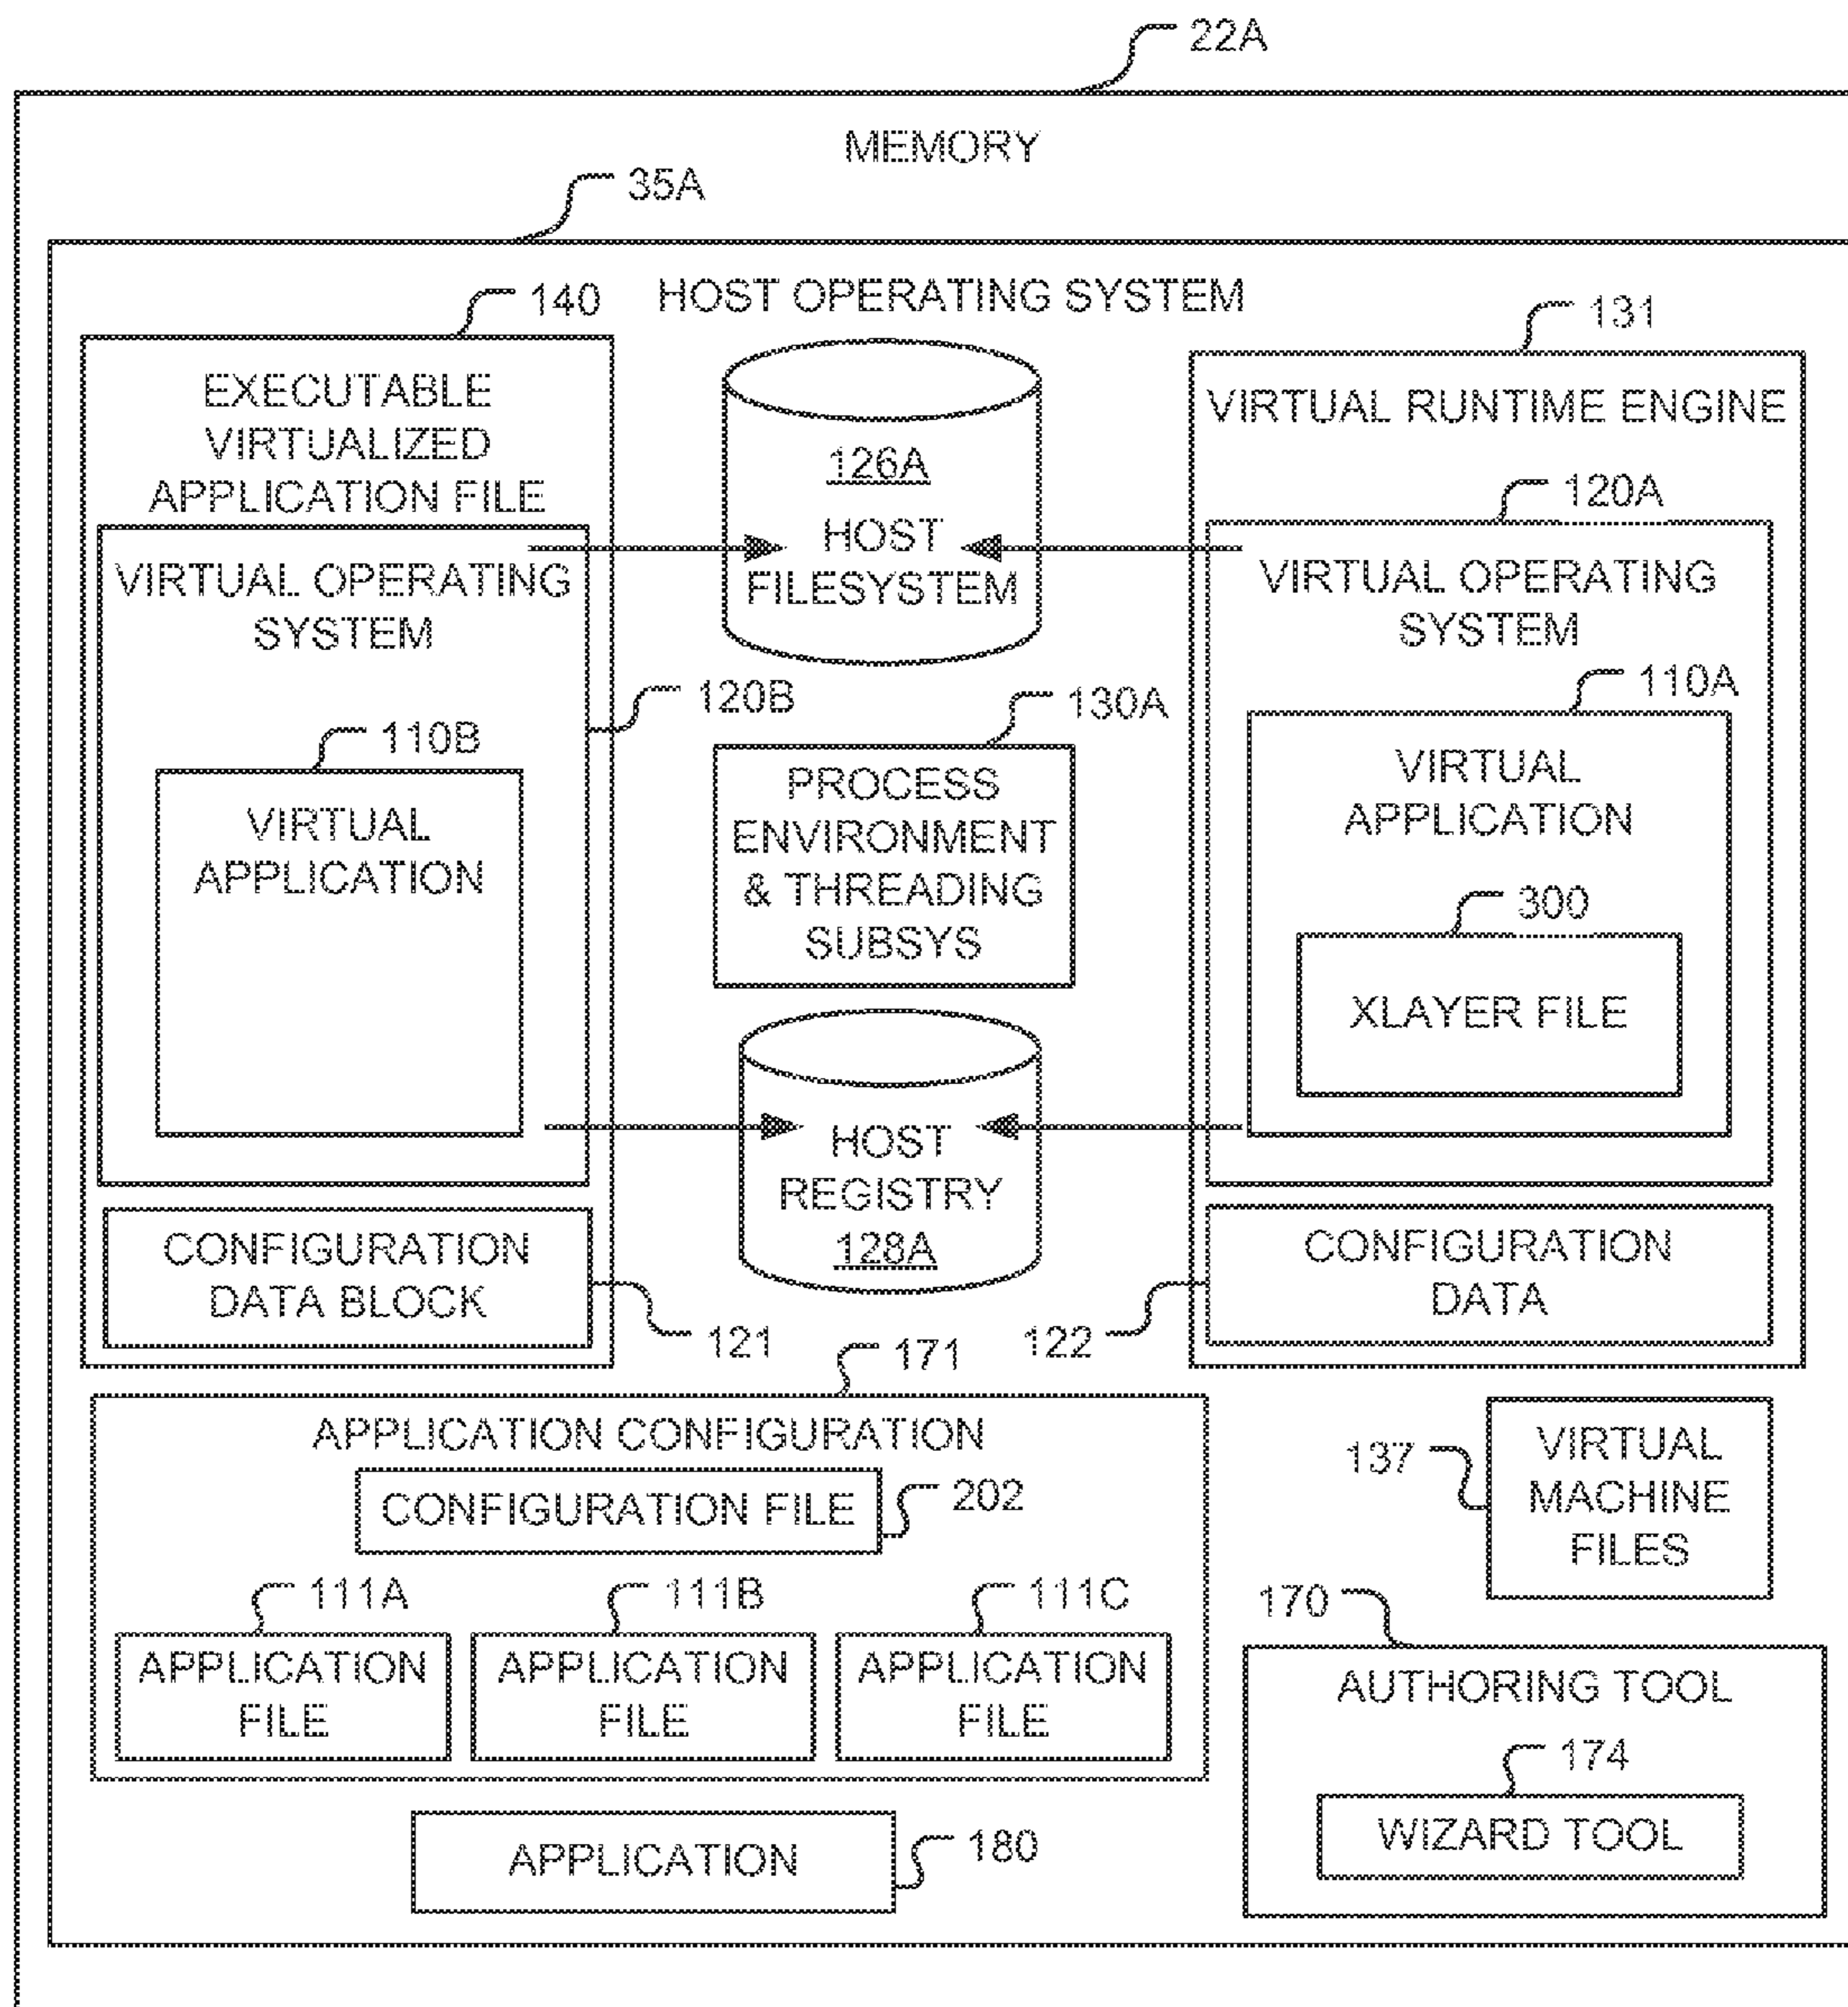 22A
MEMORY
35A
HOST OPERATING SYSTEM
140
EXECUTABLE
VIRTUALIZED
APPLICATION FILE
VIRTUAL OPERATING
SYSTEM
120B
110B
VIRTUAL
APPLICATION
CONFIGURATION
DATA BLOCK
121
126A
HOST
FILESYSTEM
130A
PROCESS
ENVIRONMENT
& THREADING
SUBSYS
HOST
REGISTRY
128A
131
VIRTUAL RUNTIME ENGINE
120A
VIRTUAL OPERATING
SYSTEM
110A
VIRTUAL
APPLICATION
300
XLAYER FILE
CONFIGURATION
DATA
122
171
APPLICATION CONFIGURATION
CONFIGURATION FILE
202
111A
APPLICATION
FILE
111B
APPLICATION
FILE
111C
APPLICATION
FILE
137
VIRTUAL
MACHINE
FILES
170
AUTHORING TOOL
174
WIZARD TOOL
APPLICATION
180